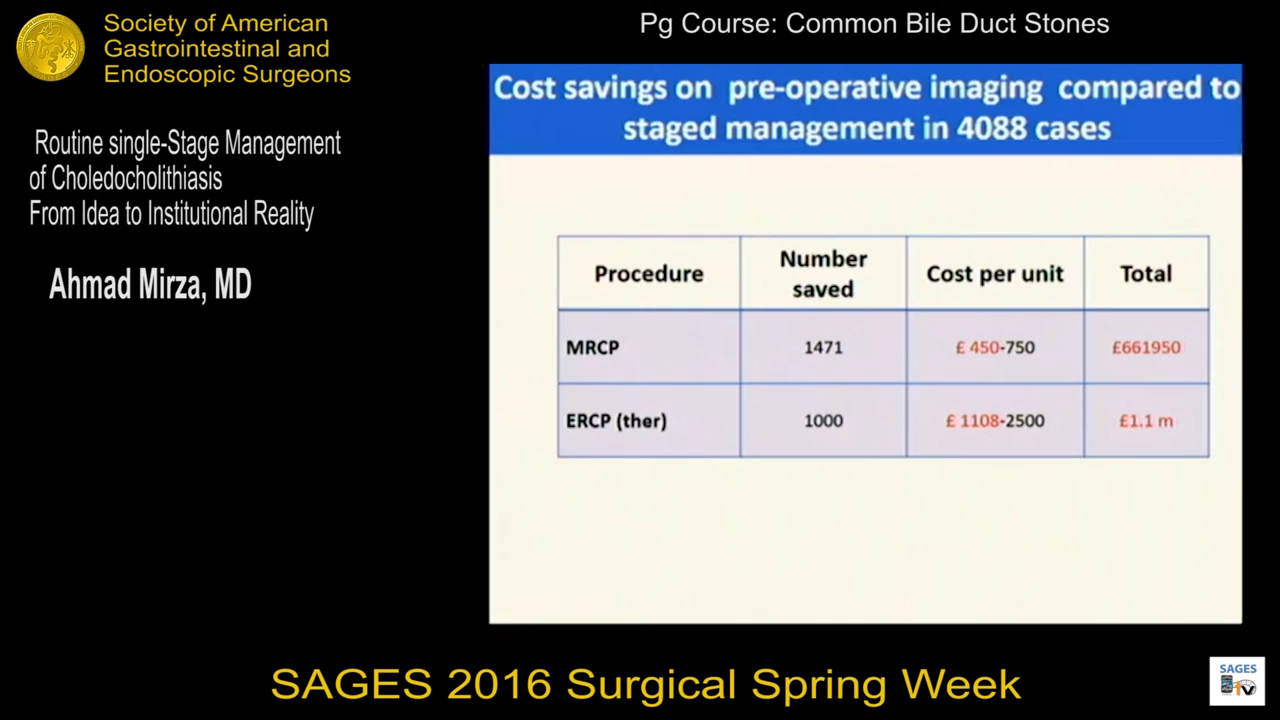 Society of American
Gastrointestinal and
Endoscopic Surgeons
Pg Course: Common Bile Duct Stones
Routine single-Stage Management
of Choledocholithiasis
From Idea to Institutional Reality
Ahmad Mirza, MD
Cost savings on pre-operative imaging compared to
staged management in 4088 cases
Procedure
Number
saved
Cost per unit
Total
MRCP
1471
£ 450-750
£661950
ERCP (ther)
1000
£ 1108-2500
£1.1 m
SAGES 2016 Surgical Spring Week
SAGES
TV